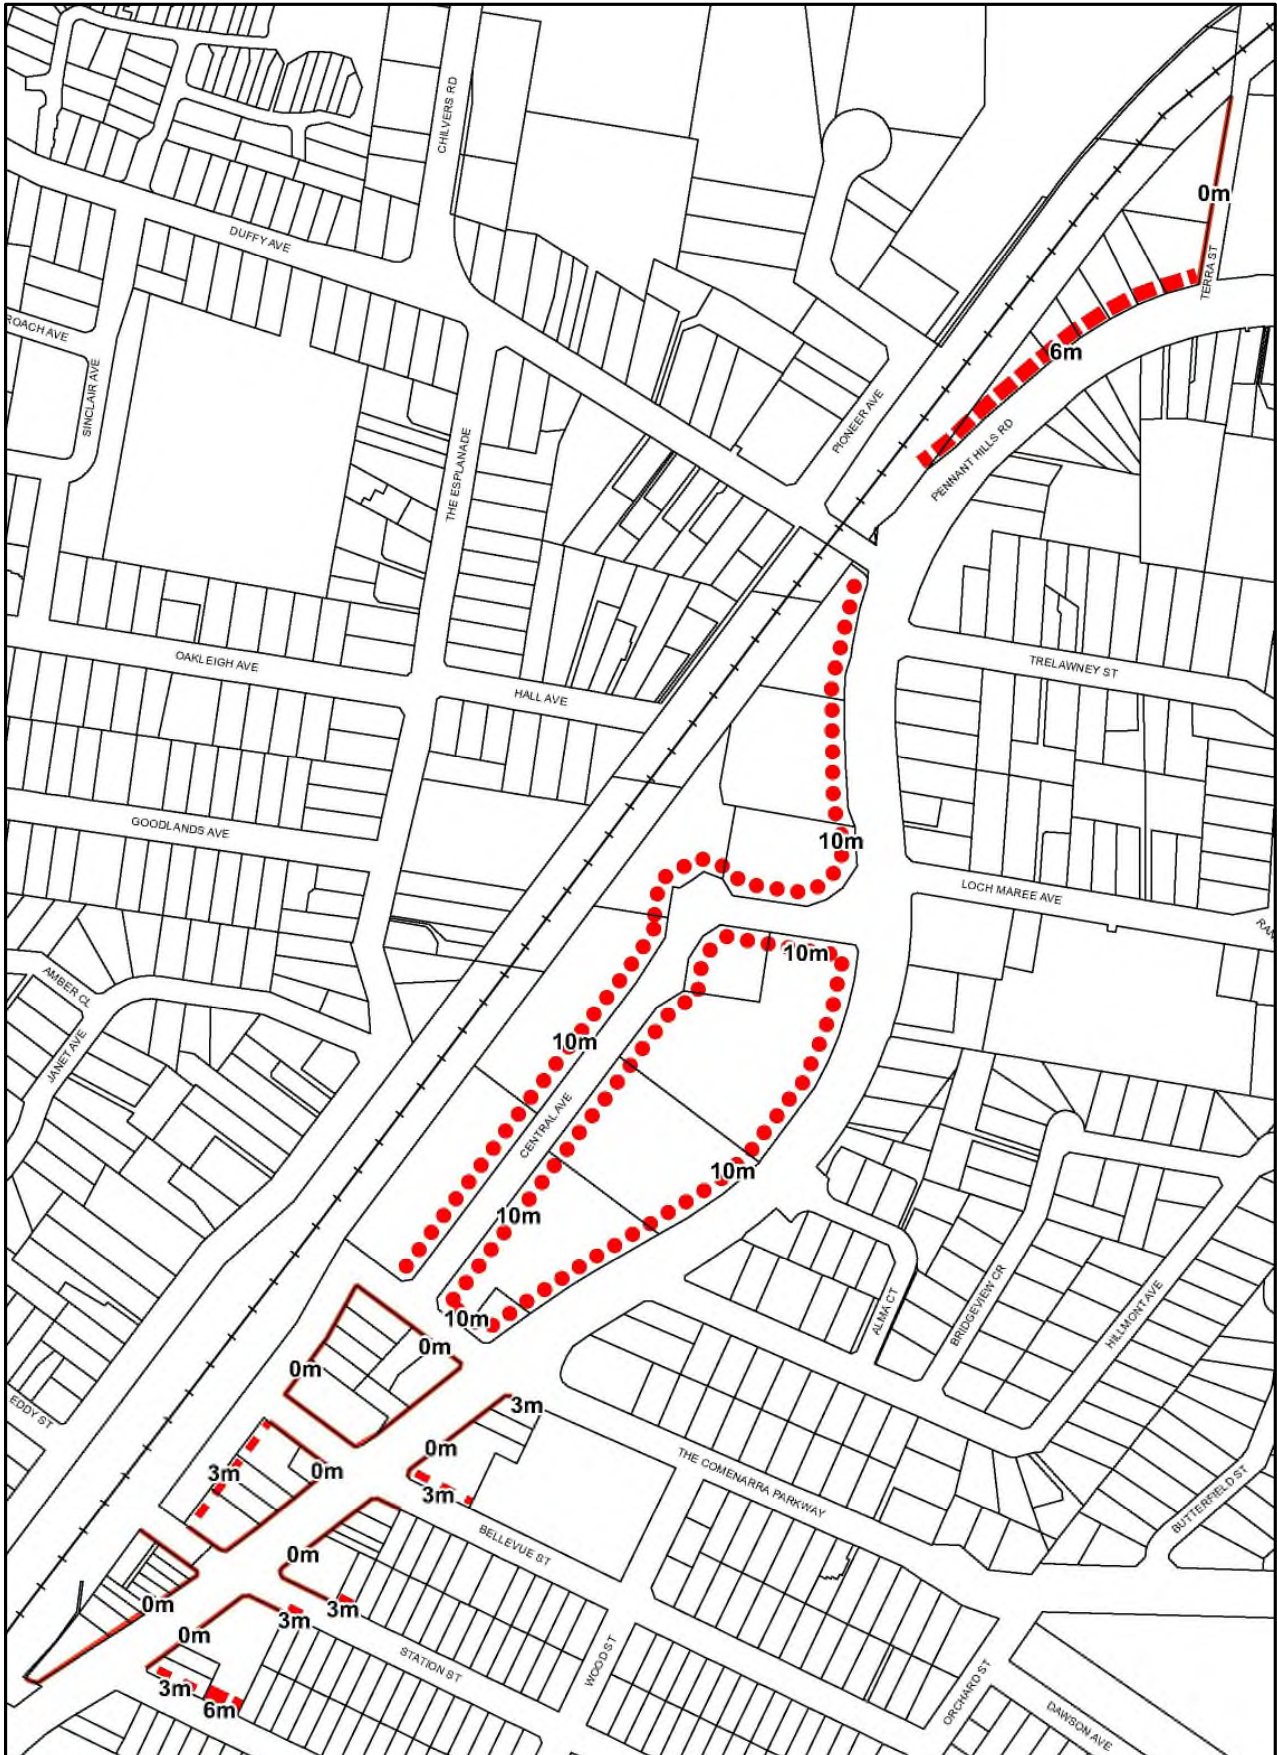 CHILVERS RD
0m
DUFFY AVE
TERRA ST
ROACH AVE
6m
SINCLAIR AVE
PIONEER AVE
THE ESPLANADE
PENNANT HILLS RD
OAKLEIGH AVE
TRELAWNEY ST
HALL AVE
GOODLANDS AVE
10m
LOCH MAREE AVE
RAN
10m
AMBER CL
10m
JANET AVE
CENTRAL AVE
10m
10m
BRIDGEVIEW CR
ALMA CT
HILLMONT AVE
10m
0m
0m
EDDY ST
3m
0m
0m
3m
3m
THE COMENARRA PARKWAY
BUTTERFIELD ST
BELLEVUE ST
0m
0m
3m
3m
0m
STATION ST
WOOD ST
3m
6m
ORCHARD ST
DAWSON AVE